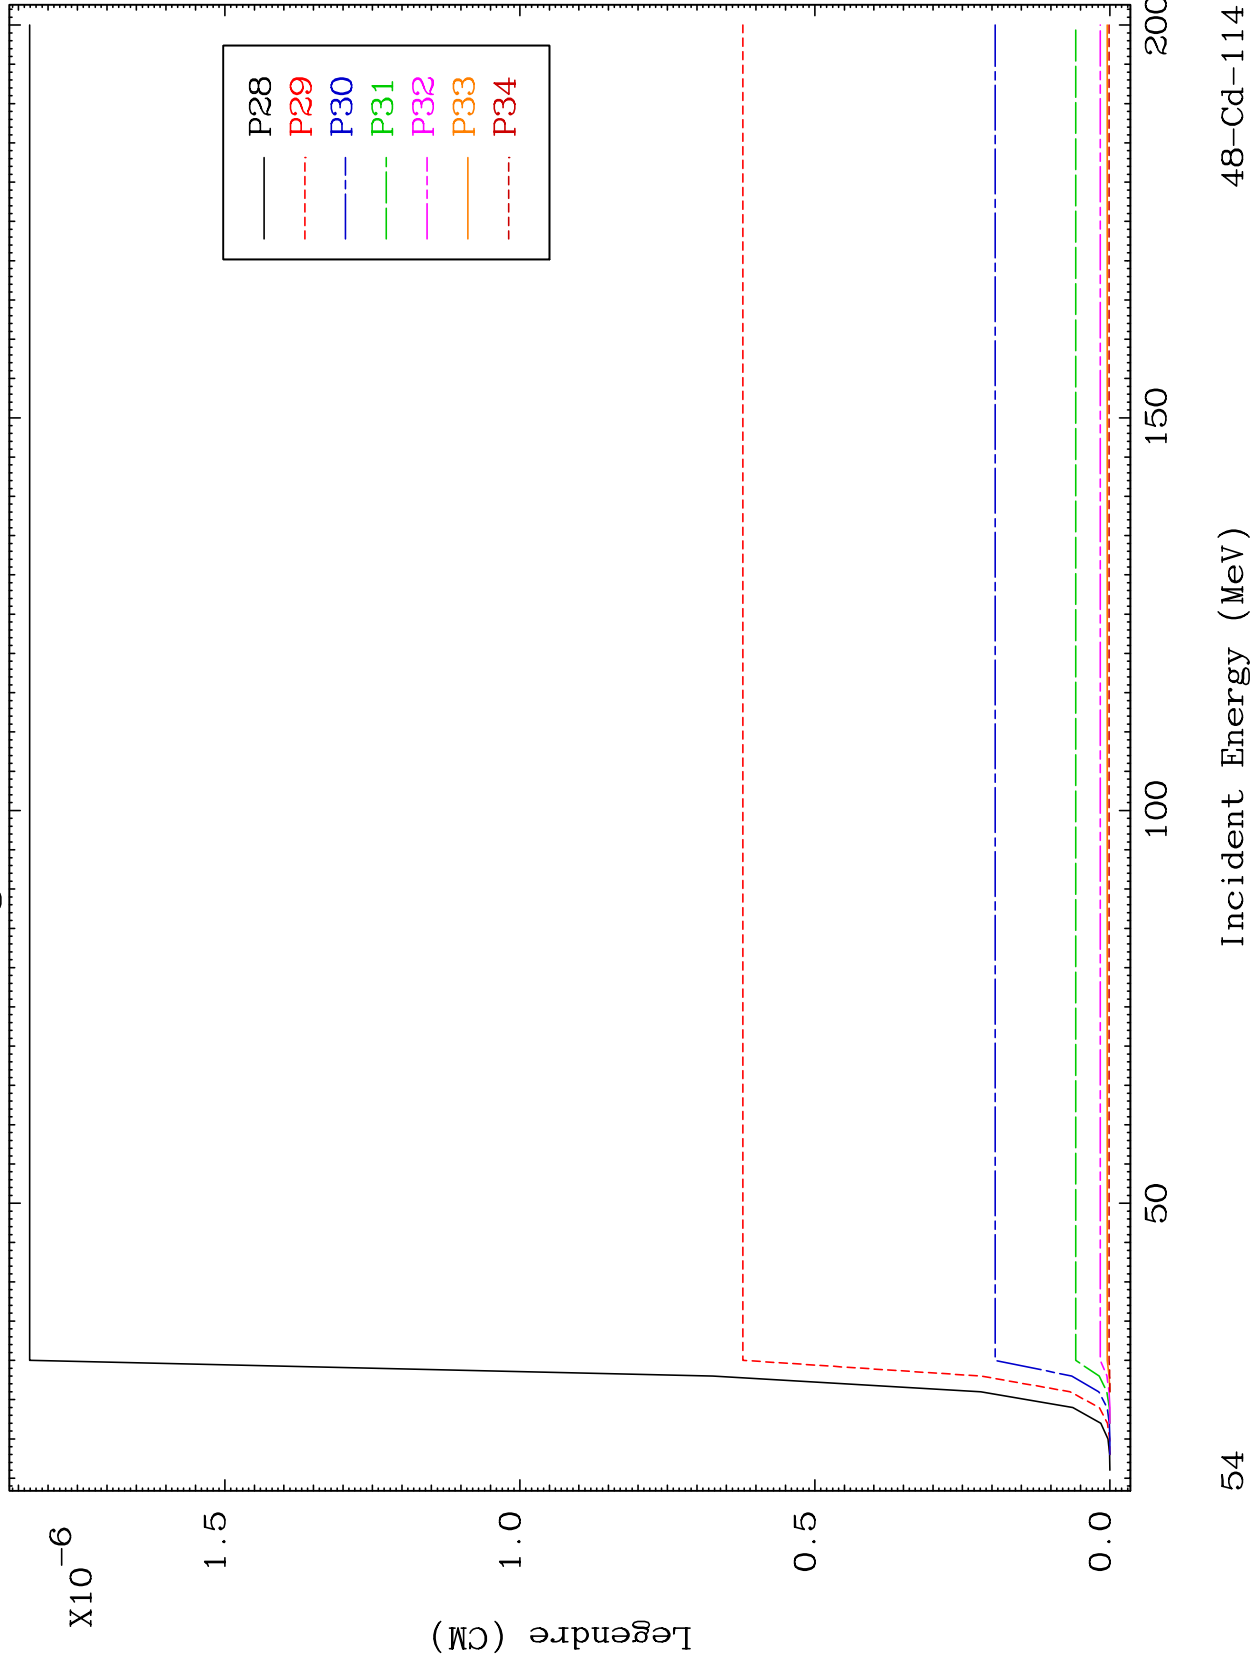 X10-6
1.5
1.0
0.5
0.0
Legendre (CM)
P28
P29
P30
P31
P32
P33
P34
50
100
150
200
Incident Energy (MeV)
54
48-Cd-114